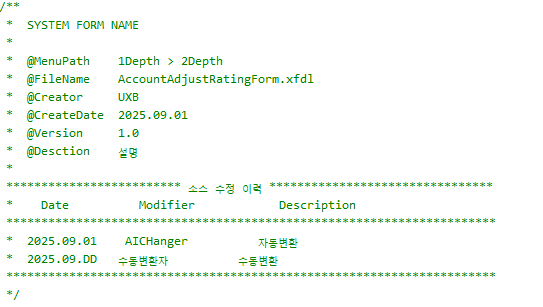 /**
 *  SYSTEM FORM NAME
 *
 *  @MenuPath    1Depth > 2Depth
 *  @FileName    AccountAdjustRatingForm.xfdl
 *  @Creator     UXB
 *  @CreateDate  2025.09.01
 *  @Version     1.0
 *  @Desction    설명
 *
 ************************* 소스 수정 이력 ********************************
 *    Date          Modifier            Description
 **********************************************************************
 *  2025.09.01    AICHanger          자동변환
 *  2025.09.DD   수동변환자          수동변환
 **********************************************************************
 */